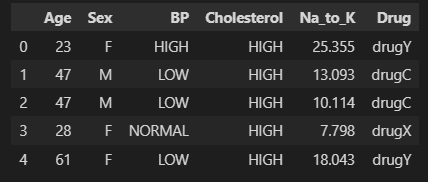 Age Sex BP Cholesterol Na_to_K Drug
0 23 F HIGH HIGH 25.355 drugY
1 47 M LOW HIGH 13.093 drugC
2 47 M LOW HIGH 10.114 drugC
3 28 F NORMAL HIGH 7.798 drugX
4 61 F LOW HIGH 18.043 drugY